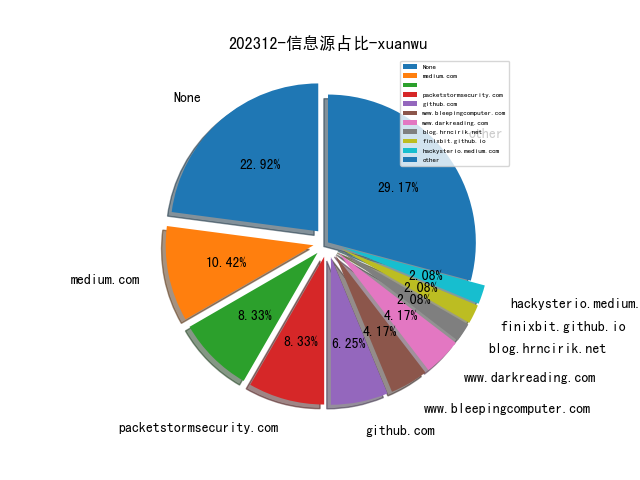 202312-信息源占比-xuanwu
None
medium.com
packetstormsecurity.com
github.com
www.bleepingcomputer.com
www.darkreading.com
blog.hrncirik.net
finixbit.github.io
hackysterio.medium.com
other
None
22.92%
other
29.17%
medium.com
10.42%
8.33%
packetstormsecurity.com
8.33%
github.com
6.25%
www.bleepingcomputer.com
4.17%
www.darkreading.com
4.17%
blog.hrncirik.net
2.08%
finixbit.github.io
2.08%
hackysterio.medium.
2.08%